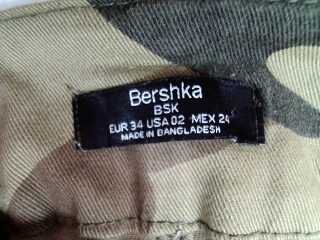 Bershka
BSK
EUR 34 USA 02 MEX 24
MADE IN BANGLADESH